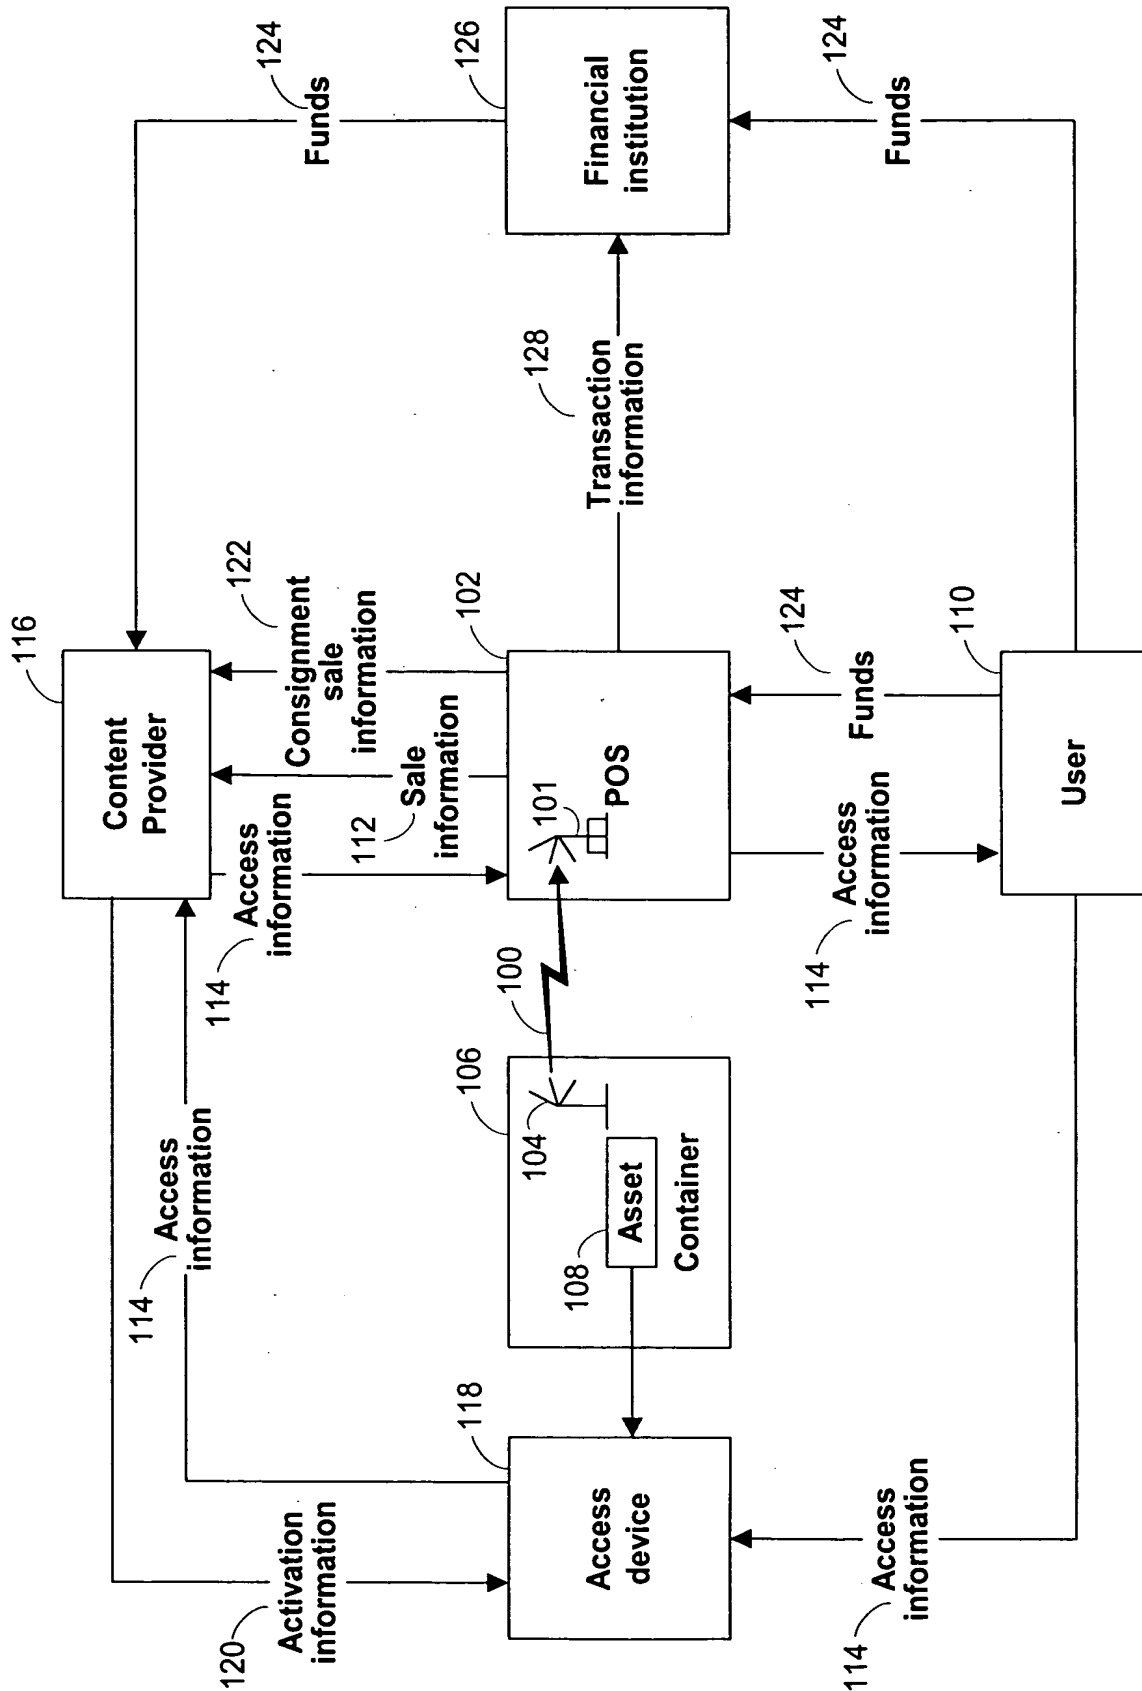 116
Content
Provider
124
Funds
126
Financial
institution
124
Funds
128
Transaction
information
122
Consignment
sale
information
112
Sale
information
114
Access
information
102
POS
101
124
Funds
110
User
114
Access
information
100
106
104
108
Asset
Container
114
Access
information
118
Access
device
120
Activation
information
114
Access
information